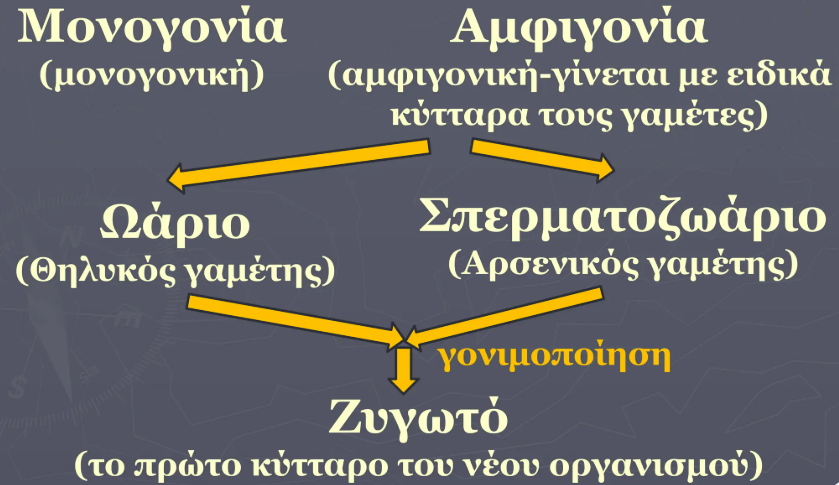 Μονογονία
(μονογονική)
Αμφιγονία
(αμφιγονική-γίνεται με ειδικά
κύτταρα τους γαμέτες)
Ωάριο
(Θηλυκός γαμέτης)
Σπερματοζωάριο
(Αρσενικός γαμέτης)
γονιμοποίηση
Ζυγωτό
(το πρώτο κύτταρο του νέου οργανισμού)